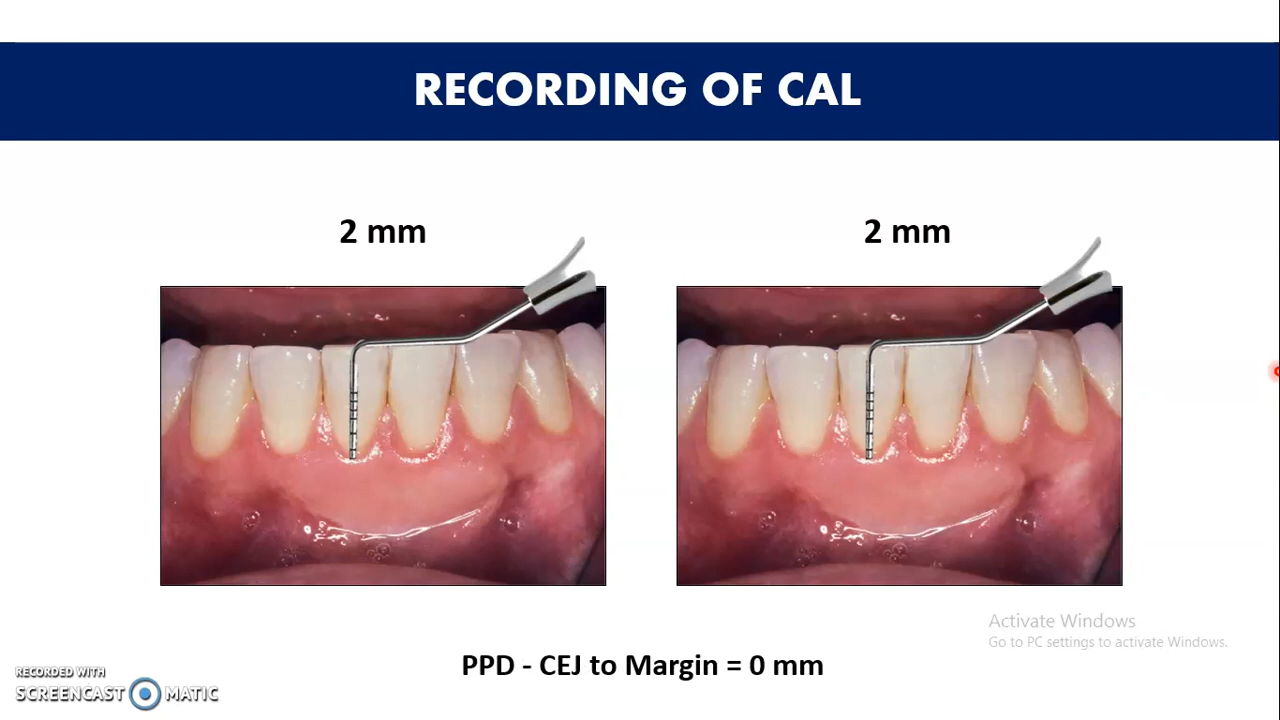 RECORDING OF CAL
2 mm
2 mm
Activate Windows
Go to PC settings to activate Windows.
PPD - CEJ to Margin = 0 mm
RECORDED WITH
SCREENCAST MATIC